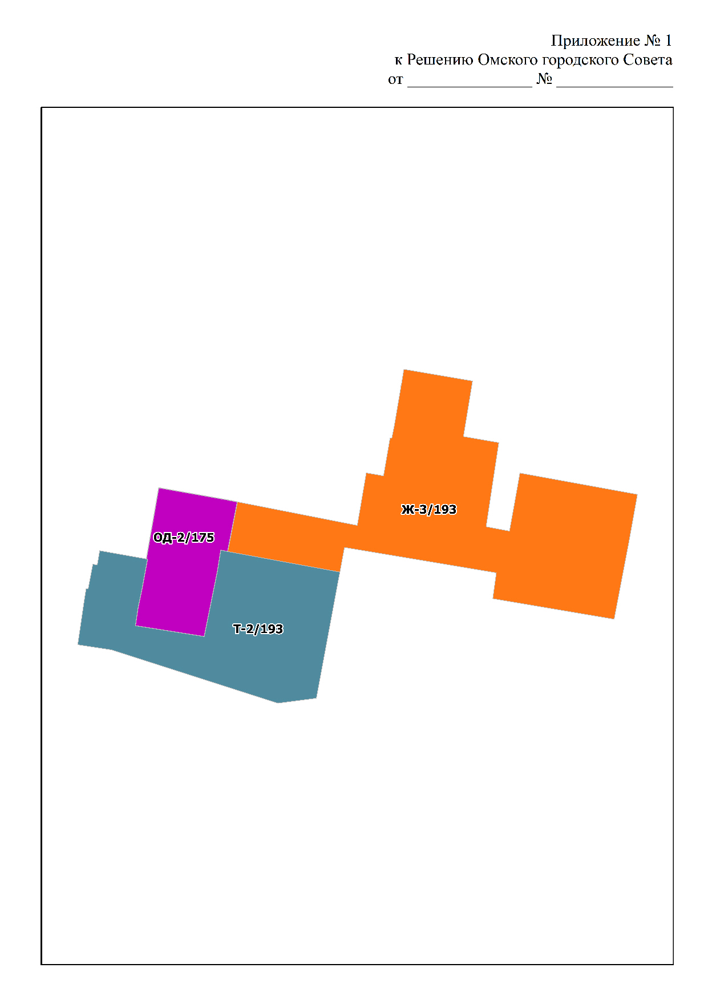 Приложение № 1
к Решению Омского городского Совета
от ________________ № _______________
Ж-3/193
ОД-2/175
Т-2/193